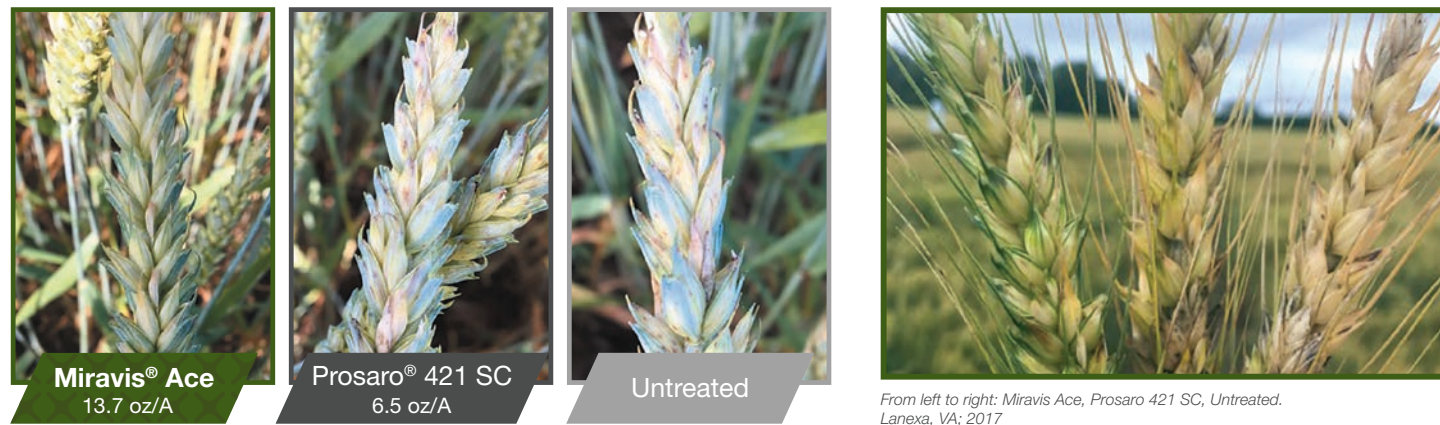 Miravis® Ace
13.7 oz/A
Prosaro® 421 SC
6.5 oz/A
Untreated
From left to right: Miravis Ace, Prosaro 421 SC, Untreated.
Lanexa, VA; 2017